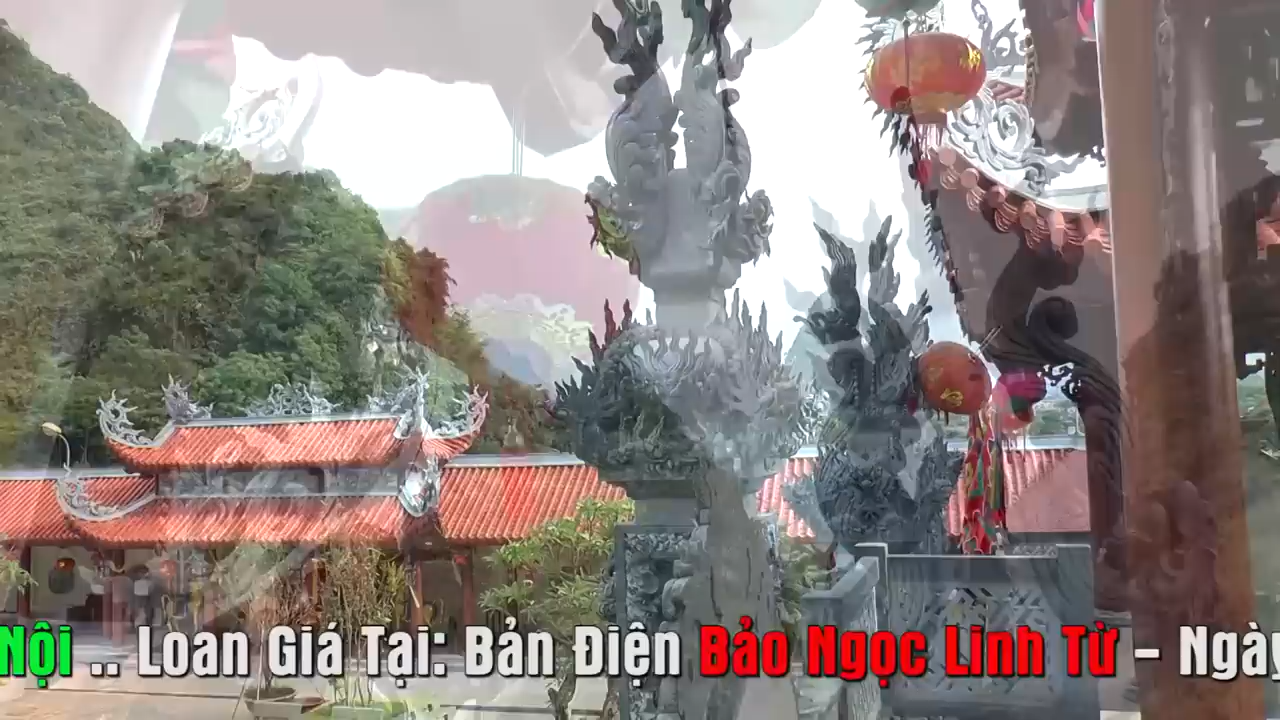 Nội .. Loan Giá Tại: Bản Điện Bảo Ngọc Linh Từ – Ngày